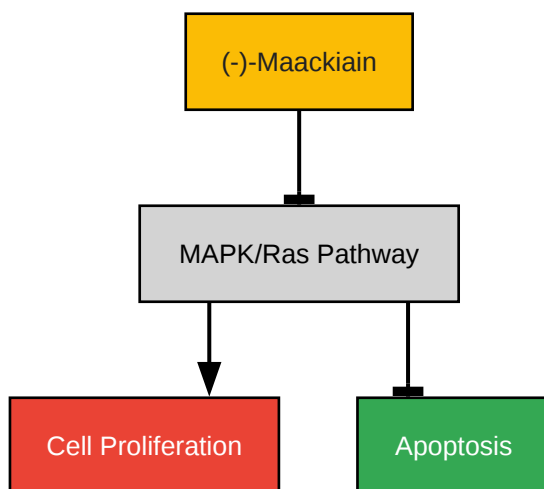 (-)-Maackiain
MAPK/Ras Pathway
Cell Proliferation
Apoptosis